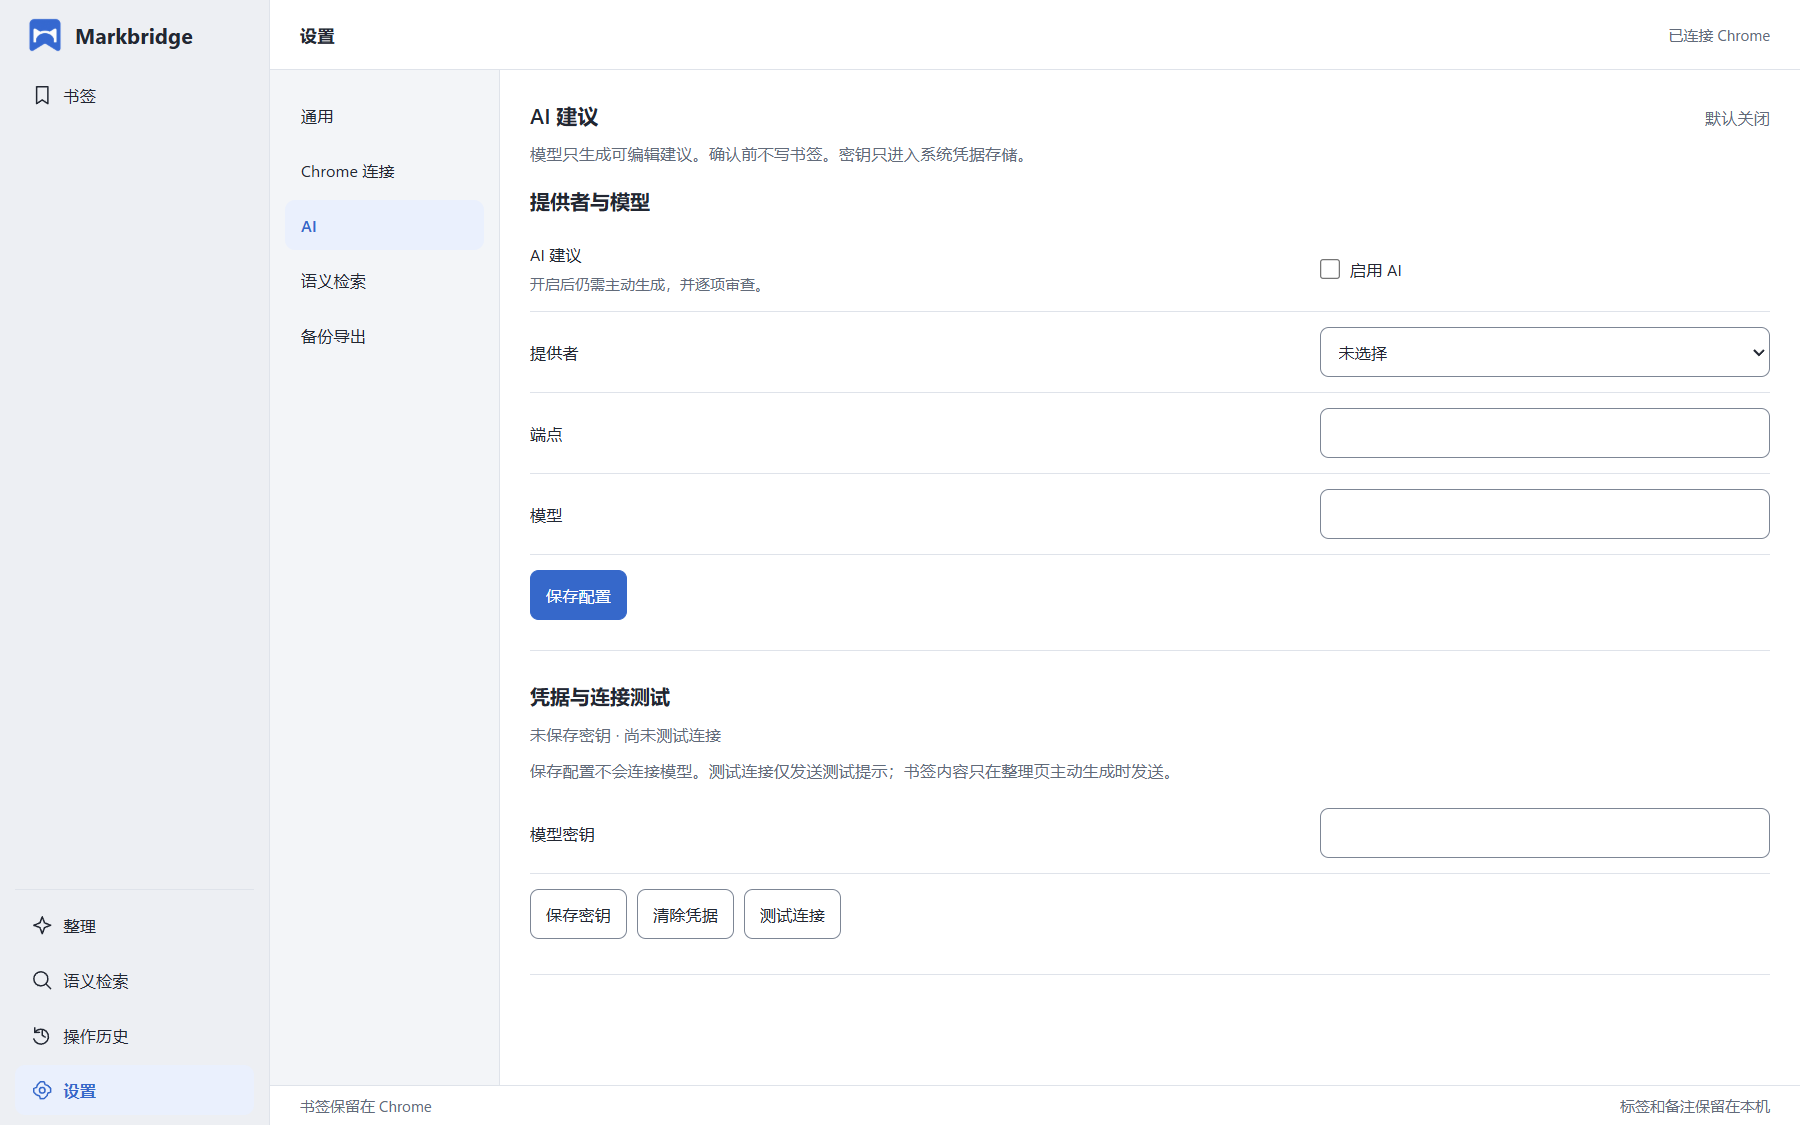 Markbridge
书签
整理
语义检索
操作历史
设置
设置
已连接 Chrome
通用
Chrome 连接
AI
语义检索
备份导出
AI 建议
默认关闭
模型只生成可编辑建议。确认前不写书签。密钥只进入系统凭据存储。
提供者与模型
AI 建议
开启后仍需主动生成，并逐项审查。
启用 AI
提供者
未选择
端点
模型
保存配置
凭据与连接测试
未保存密钥 · 尚未测试连接
保存配置不会连接模型。测试连接仅发送测试提示；书签内容只在整理页主动生成时发送。
模型密钥
保存密钥
清除凭据
测试连接
书签保留在 Chrome
标签和备注保留在本机